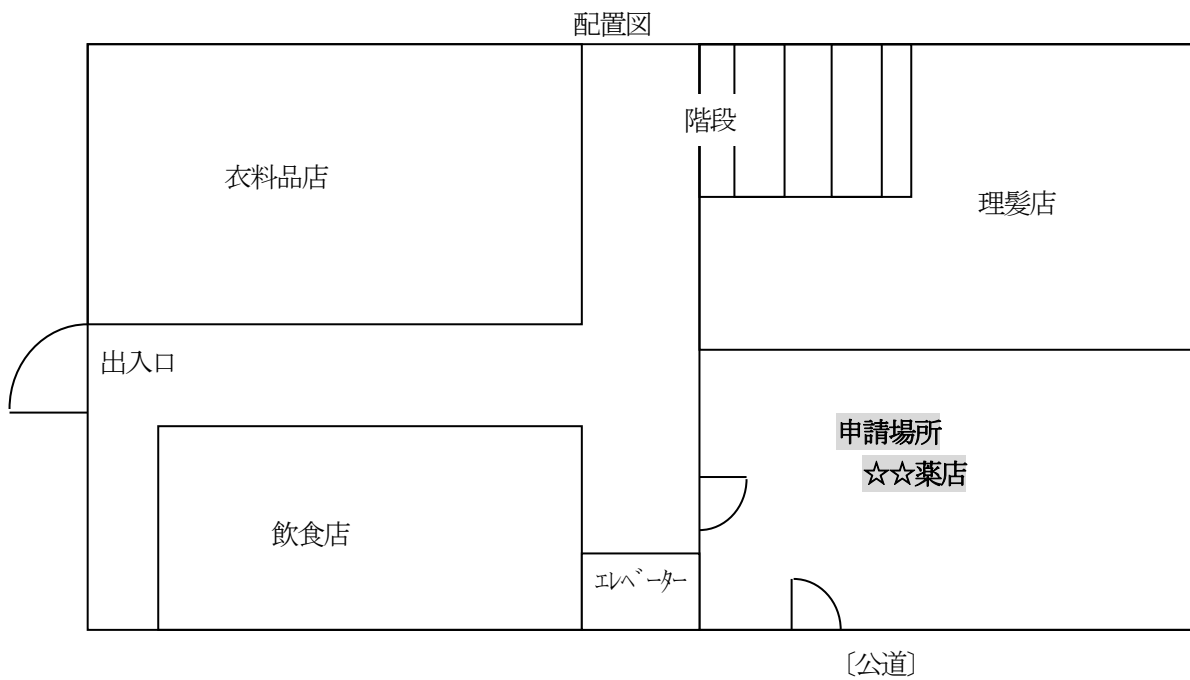 配置図
階段
衣料品店
理髪店
出入口
申請場所
☆☆薬店
飲食店
ｴﾚﾍﾞｰﾀｰ
〔公道〕